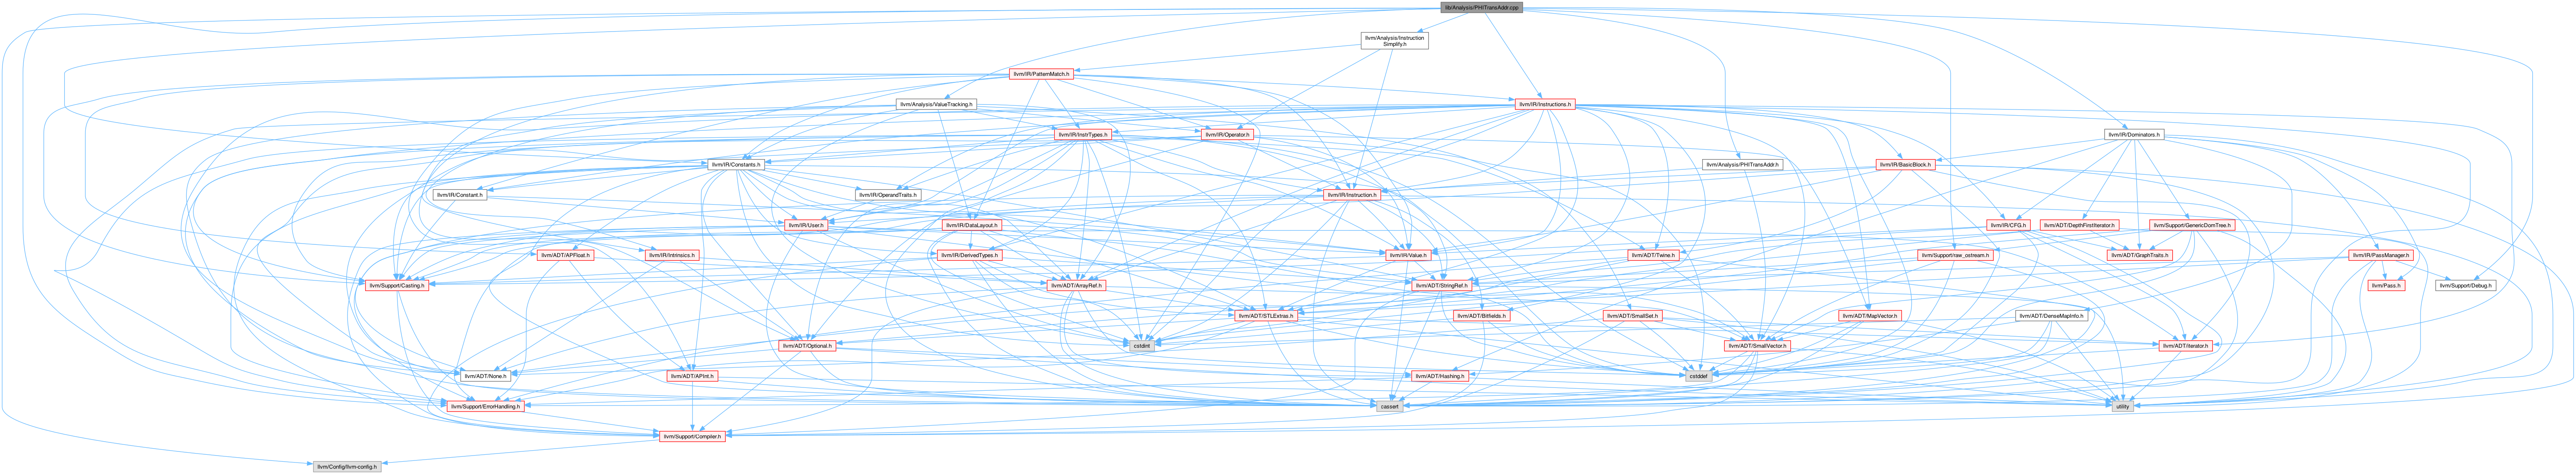 lib/Analysis/PHITransAddr.cpp
llvm/Analysis/Instruction
Simplify.h
llvm/IR/PatternMatch.h
llvm/Analysis/ValueTracking.h
llvm/IR/Instructions.h
llvm/IR/InstrTypes.h
llvm/IR/Operator.h
llvm/IR/Dominators.h
llvm/IR/Constants.h
llvm/Analysis/PHITransAddr.h
llvm/IR/BasicBlock.h
llvm/IR/Constant.h
llvm/IR/OperandTraits.h
llvm/IR/Instruction.h
llvm/IR/User.h
llvm/IR/DataLayout.h
llvm/IR/CFG.h
llvm/ADT/DepthFirstIterator.h
llvm/Support/GenericDomTree.h
llvm/ADT/APFloat.h
llvm/IR/Intrinsics.h
llvm/IR/DerivedTypes.h
llvm/IR/Value.h
llvm/ADT/Twine.h
llvm/Support/raw_ostream.h
llvm/ADT/GraphTraits.h
llvm/IR/PassManager.h
llvm/Support/Casting.h
llvm/ADT/ArrayRef.h
llvm/ADT/StringRef.h
llvm/Pass.h
llvm/Support/Debug.h
llvm/ADT/STLExtras.h
llvm/ADT/Bitfields.h
llvm/ADT/SmallSet.h
llvm/ADT/MapVector.h
llvm/ADT/DenseMapInfo.h
llvm/ADT/Optional.h
cstdint
llvm/ADT/SmallVector.h
llvm/ADT/iterator.h
llvm/ADT/None.h
llvm/ADT/APInt.h
llvm/ADT/Hashing.h
cstddef
llvm/Support/ErrorHandling.h
cassert
utility
llvm/Support/Compiler.h
llvm/Config/llvm-config.h